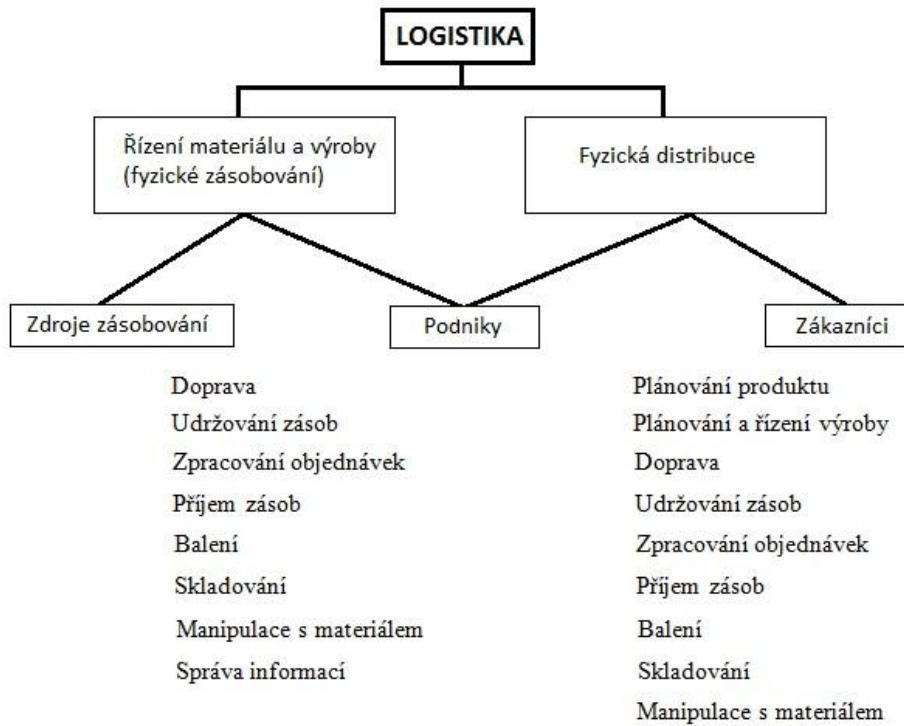 LOGISTIKA
Řízení materiálu a výroby
(fyzické zásobování)
Fyzická distribuce
Zdroje zásobování
Podniky
Zákazníci
Doprava
Udržování zásob
Zpracování objednávek
Příjem zásob
Balení
Skladování
Manipulace s materiálem
Správa informací
Plánování produktu
Plánování a řízení výroby
Doprava
Udržování zásob
Zpracování objednávek
Příjem zásob
Balení
Skladování
Manipulace s materiálem